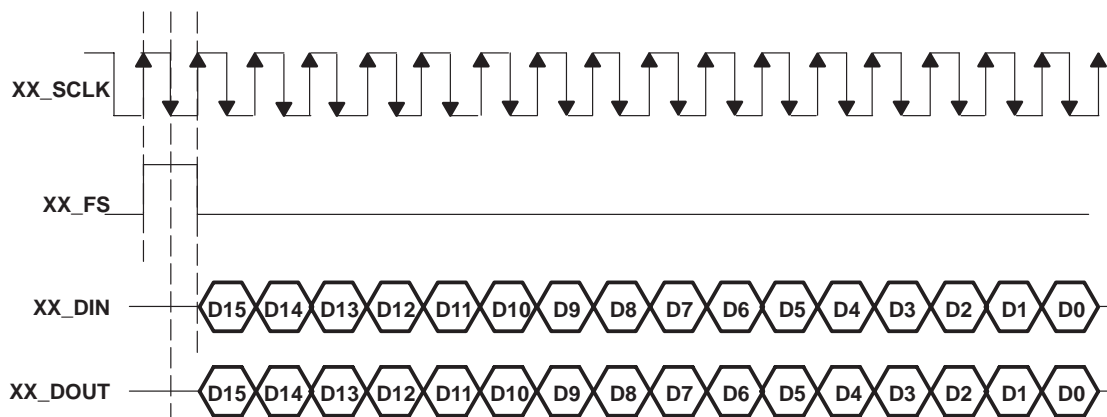 XX_SCLK
XX_FS
XX_DIN D15 D14 D13 D12 D11 D10 D9 D8 D7 D6 D5 D4 D3 D2 D1 D0
XX_DOUT D15 D14 D13 D12 D11 D10 D9 D8 D7 D6 D5 D4 D3 D2 D1 D0